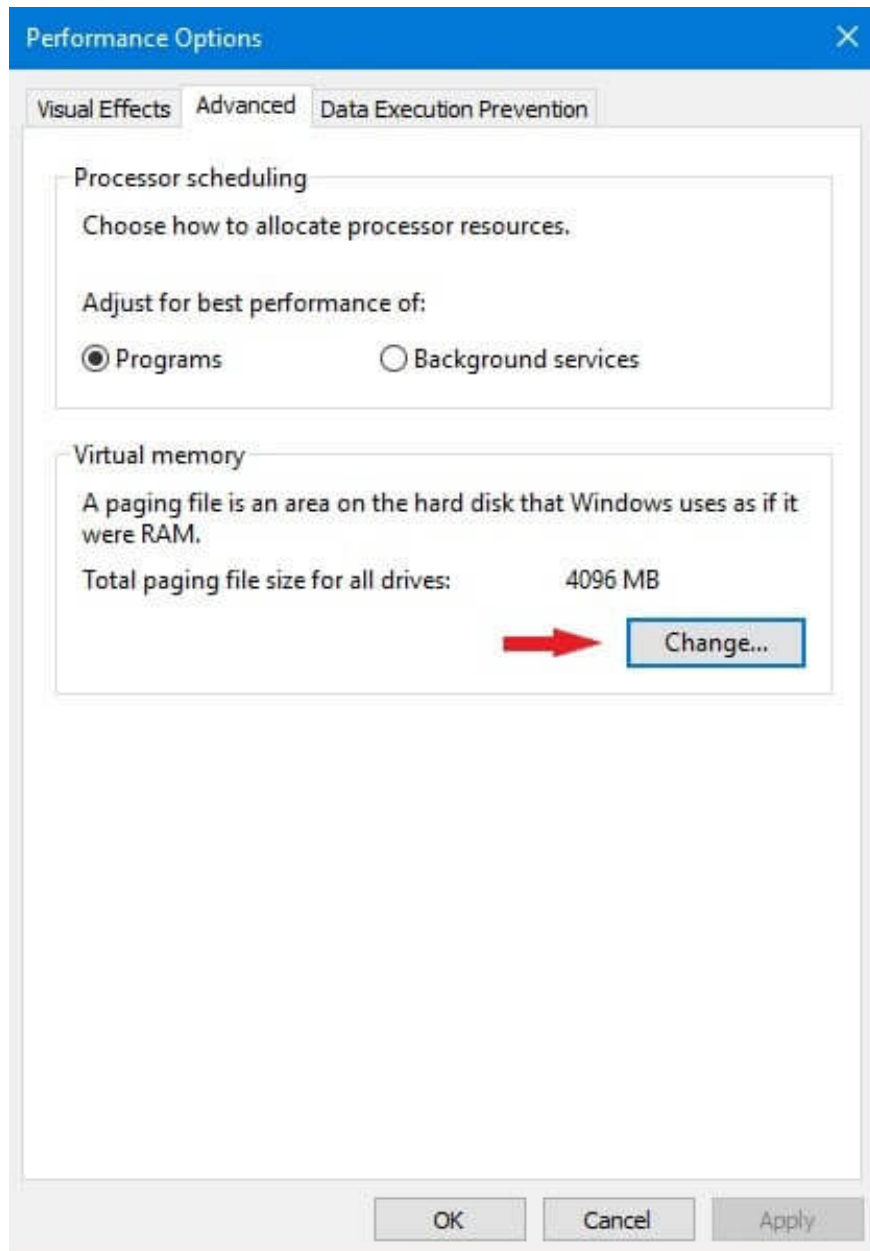 Performance Options
Visual Effects
Advanced
Data Execution Prevention
Processor scheduling
Choose how to allocate processor resources.
Adjust for best performance of:
Programs
Background services
Virtual memory
A paging file is an area on the hard disk that Windows uses as if it
were RAM.
Total paging file size for all drives: 4096 MB
Change...
OK
Cancel
Apply